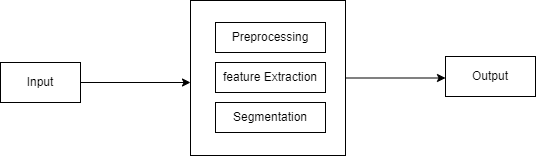 Input
Preprocessing
feature Extraction
Segmentation
Output